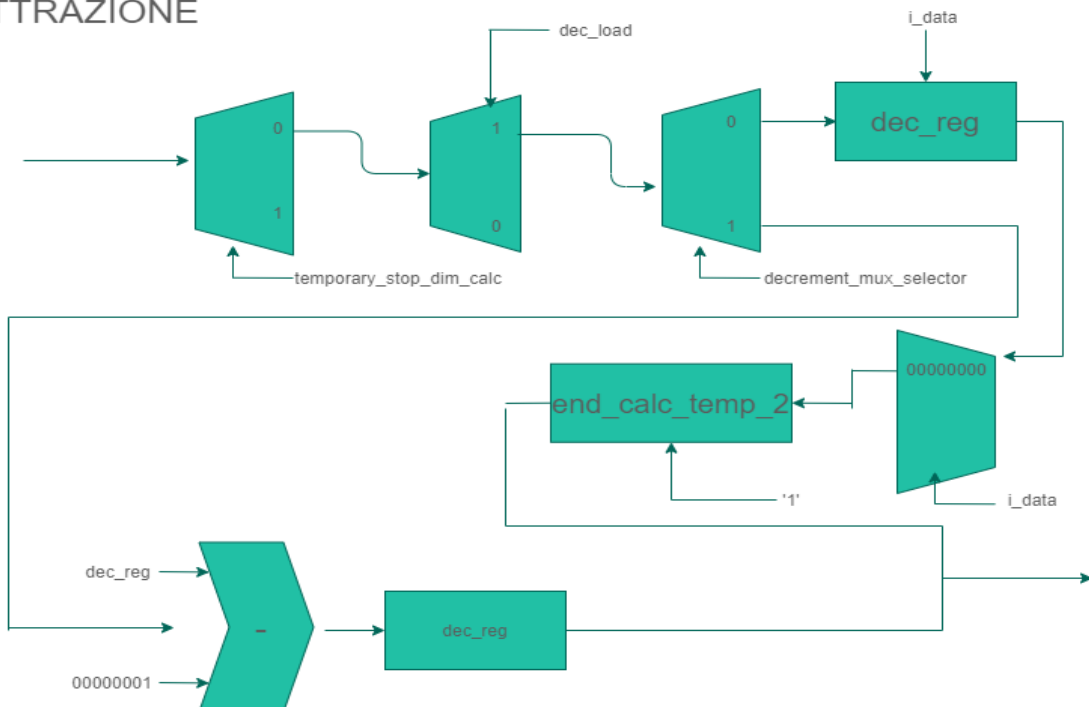 TTRAZIONE
i_data
dec_load
0
1
0
dec_reg
1
0
1
temporary_stop_dim_calc
decrement_mux_selector
00000000
end_calc_temp_2
'1'
i_data
dec_reg
-
dec_reg
00000001